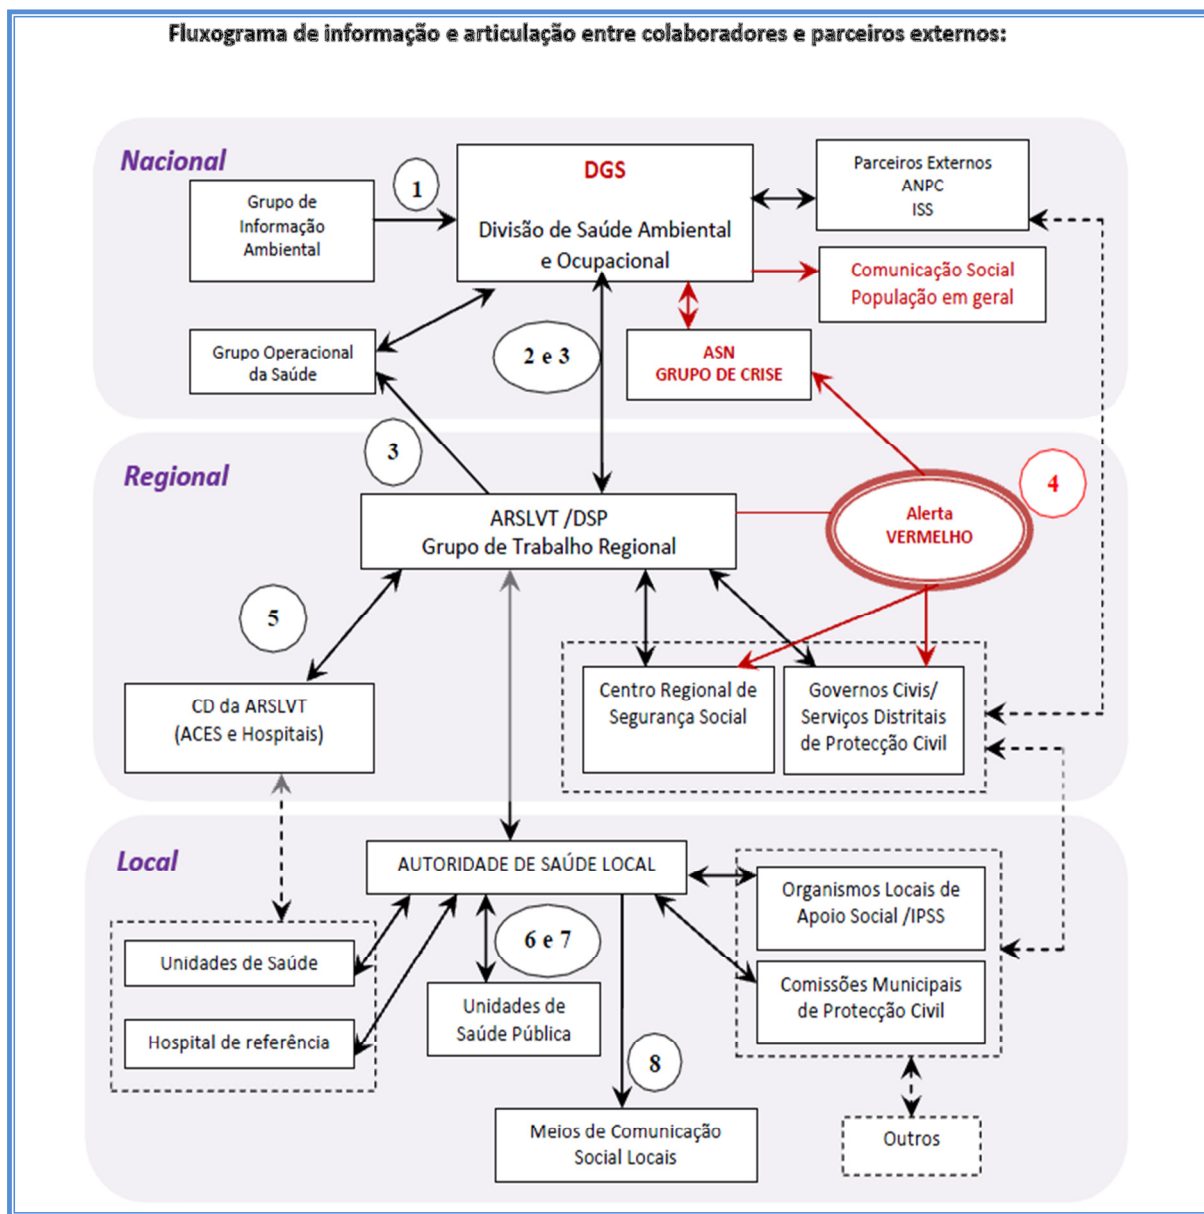 Fluxograma de informação e articulação entre colaboradores e parceiros externos:
Nacional
Grupo de
Informação
Ambiental
1
DGS
Divisão de Saúde Ambiental
e Ocupacional
Parceiros Externos
ANPC
ISS
Comunicação Social
População em geral
Grupo Operacional
da Saúde
2 e 3
ASN
GRUPO DE CRISE
3
Regional
4
ARSLVT /DSP
Grupo de Trabalho Regional
Alerta
VERMELHO
5
CD da ARSLVT
(ACES e Hospitais)
Centro Regional de
Segurança Social
Governos Civis/
Serviços Distritais
de Protecção Civil
Local
AUTORIDADE DE SAÚDE LOCAL
Organismos Locais de
Apoio Social /IPSS
6 e 7
Unidades de Saúde
Hospital de referência
Unidades de
Saúde Pública
Comissões Municipais
de Protecção Civil
8
Meios de Comunicação
Social Locais
Outros